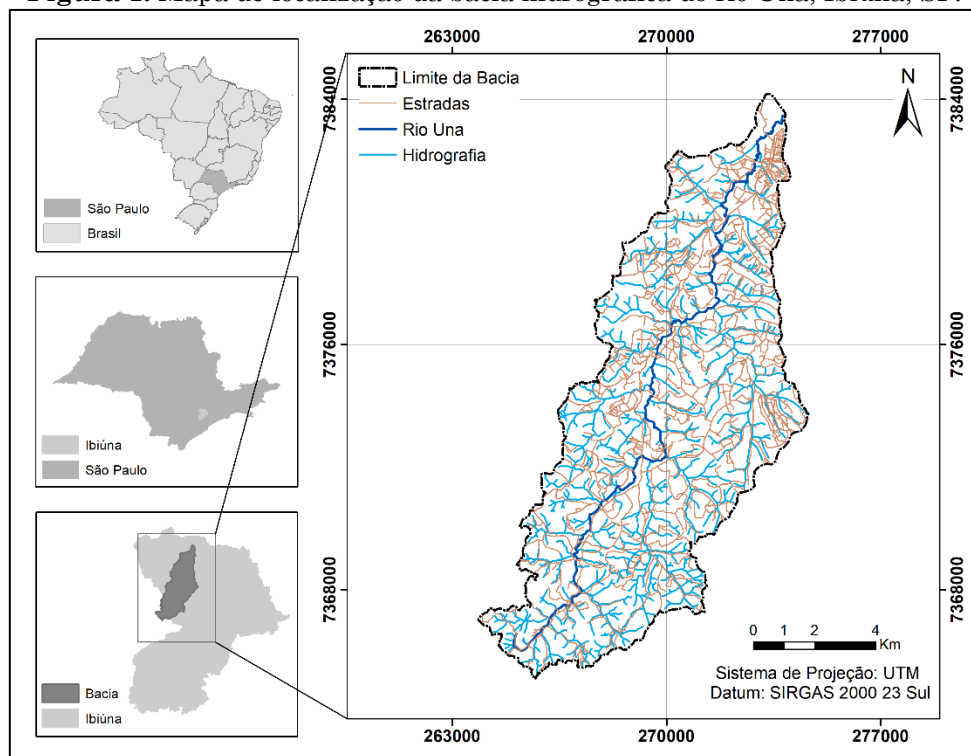 Figura 1. Mapa de localização da bacia hidrográfica do Rio Una, Ibiúna, SP.
São Paulo
Brasil
Ibiúna
São Paulo
Bacia
Ibiúna
263000 270000 277000
Limite da Bacia
Estradas
Rio Una
Hidrografia
N
7384000
7376000
7368000
7384000
7376000
7368000
0 1 2 4
Km
Sistema de Projeção: UTM
Datum: SIRGAS 2000 23 Sul
263000 270000 277000